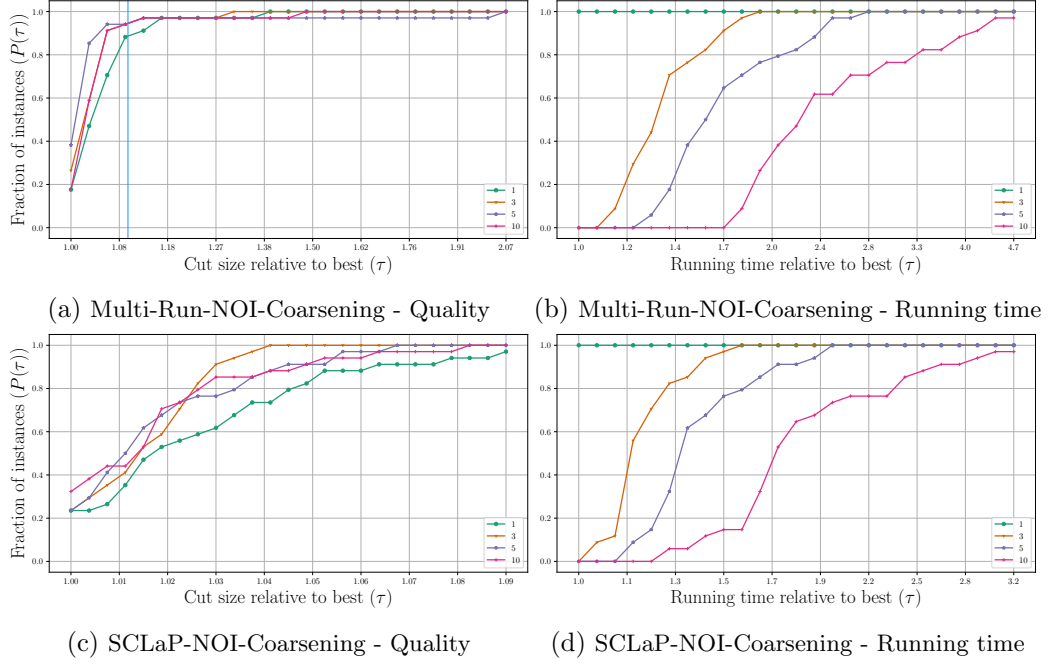 Fraction of instances (P(τ))
1.0
0.8
0.6
0.4
0.2
0.0
1.00 1.08 1.18 1.27 1.38 1.50 1.62 1.76 1.91 2.07
Cut size relative to best (τ)
1
3
5
10
(a) Multi-Run-NOI-Coarsening - Quality
1.0
0.8
0.6
0.4
0.2
0.0
1.0 1.2 1.4 1.7 2.0 2.4 2.8 3.3 4.0 4.7
Running time relative to best (τ)
1
3
5
10
(b) Multi-Run-NOI-Coarsening - Running time
Fraction of instances (P(τ))
1.0
0.8
0.6
0.4
0.2
0.0
1.00 1.01 1.02 1.03 1.04 1.05 1.06 1.07 1.08 1.09
Cut size relative to best (τ)
1
3
5
10
(c) SCLaP-NOI-Coarsening - Quality
1.0
0.8
0.6
0.4
0.2
0.0
1.0 1.1 1.3 1.5 1.7 1.9 2.2 2.5 2.8 3.2
Running time relative to best (τ)
1
3
5
10
(d) SCLaP-NOI-Coarsening - Running time